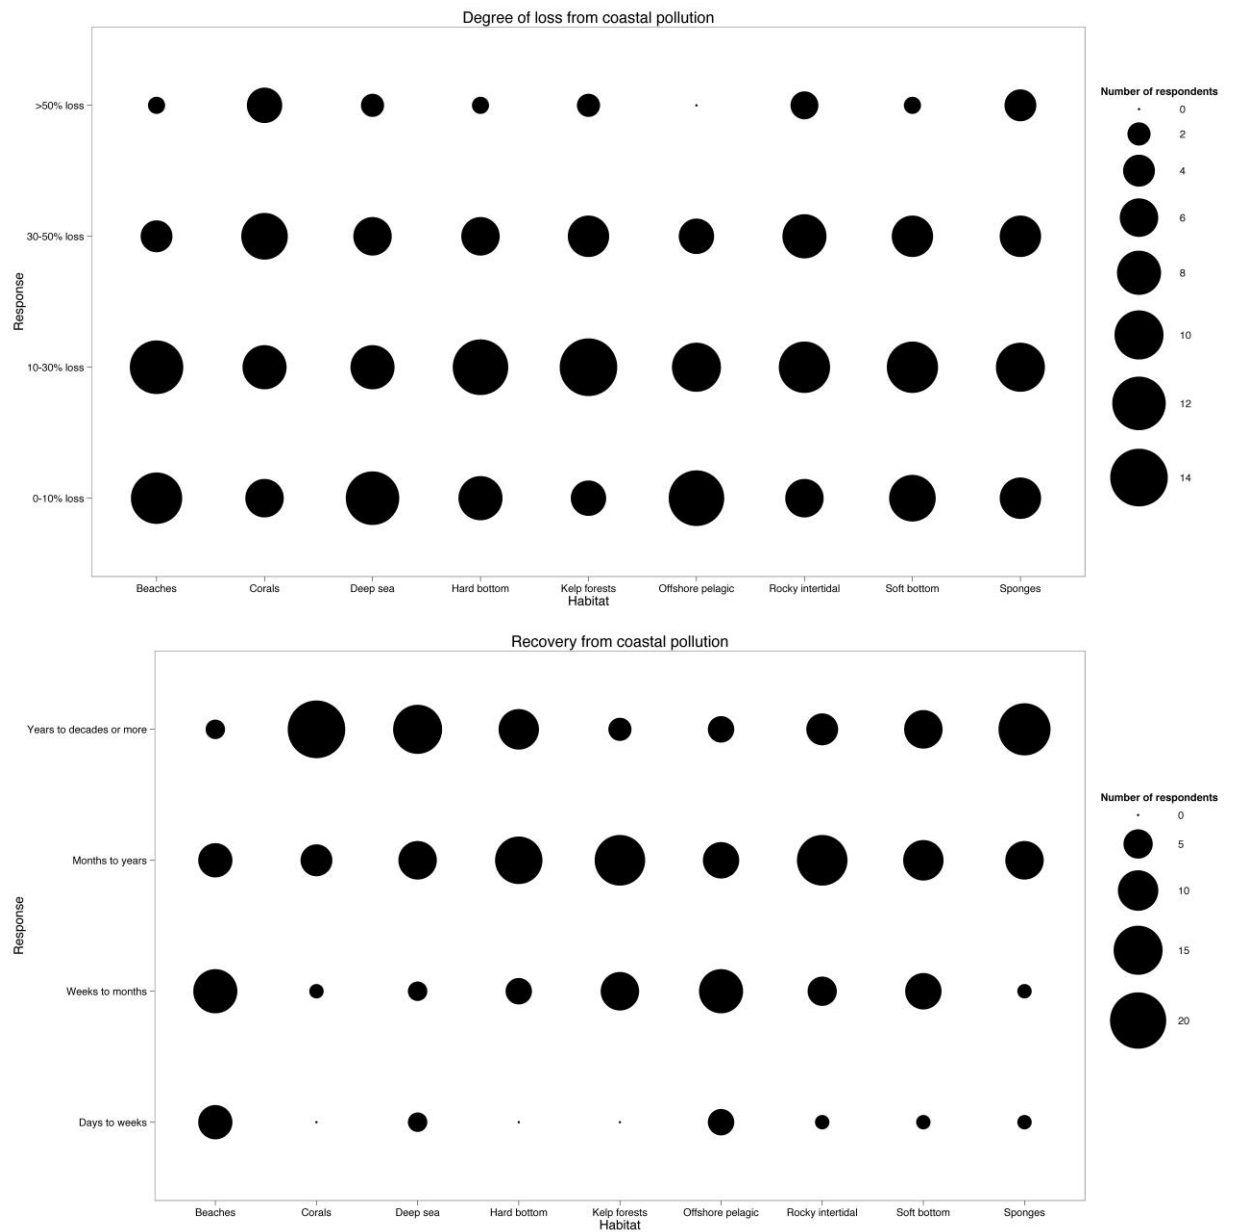 Degree of loss from coastal pollution
>50% loss
30-50% loss
10-30% loss
0-10% loss
Response
Beaches Corals Deep sea Hard bottom Kelp forests Offshore pelagic Rocky intertidal Soft bottom Sponges
Habitat
Number of respondents
0
2
4
6
8
10
12
14
Recovery from coastal pollution
Years to decades or more
Months to years
Weeks to months
Days to weeks
Response
Beaches Corals Deep sea Hard bottom Kelp forests Offshore pelagic Rocky intertidal Soft bottom Sponges
Habitat
Number of respondents
0
5
10
15
20